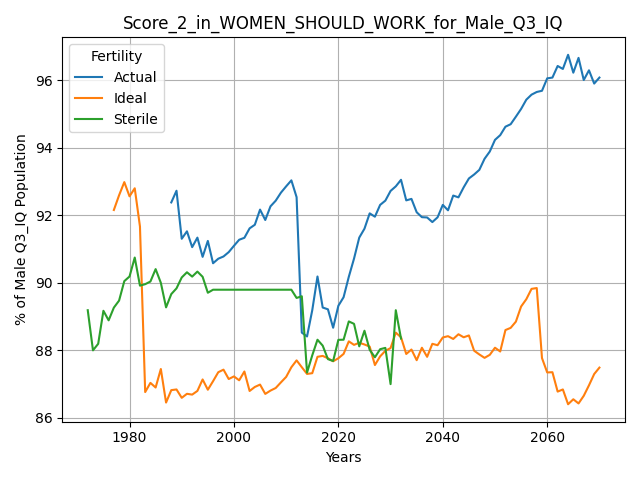 Score_2_in_WOMEN_SHOULD_WORK_for_Male_Q3_IQ
Fertility
Actual
Ideal
Sterile
% of Male Q3_IQ Population
96
94
92
90
88
86
1980
2000
2020
2040
2060
Years